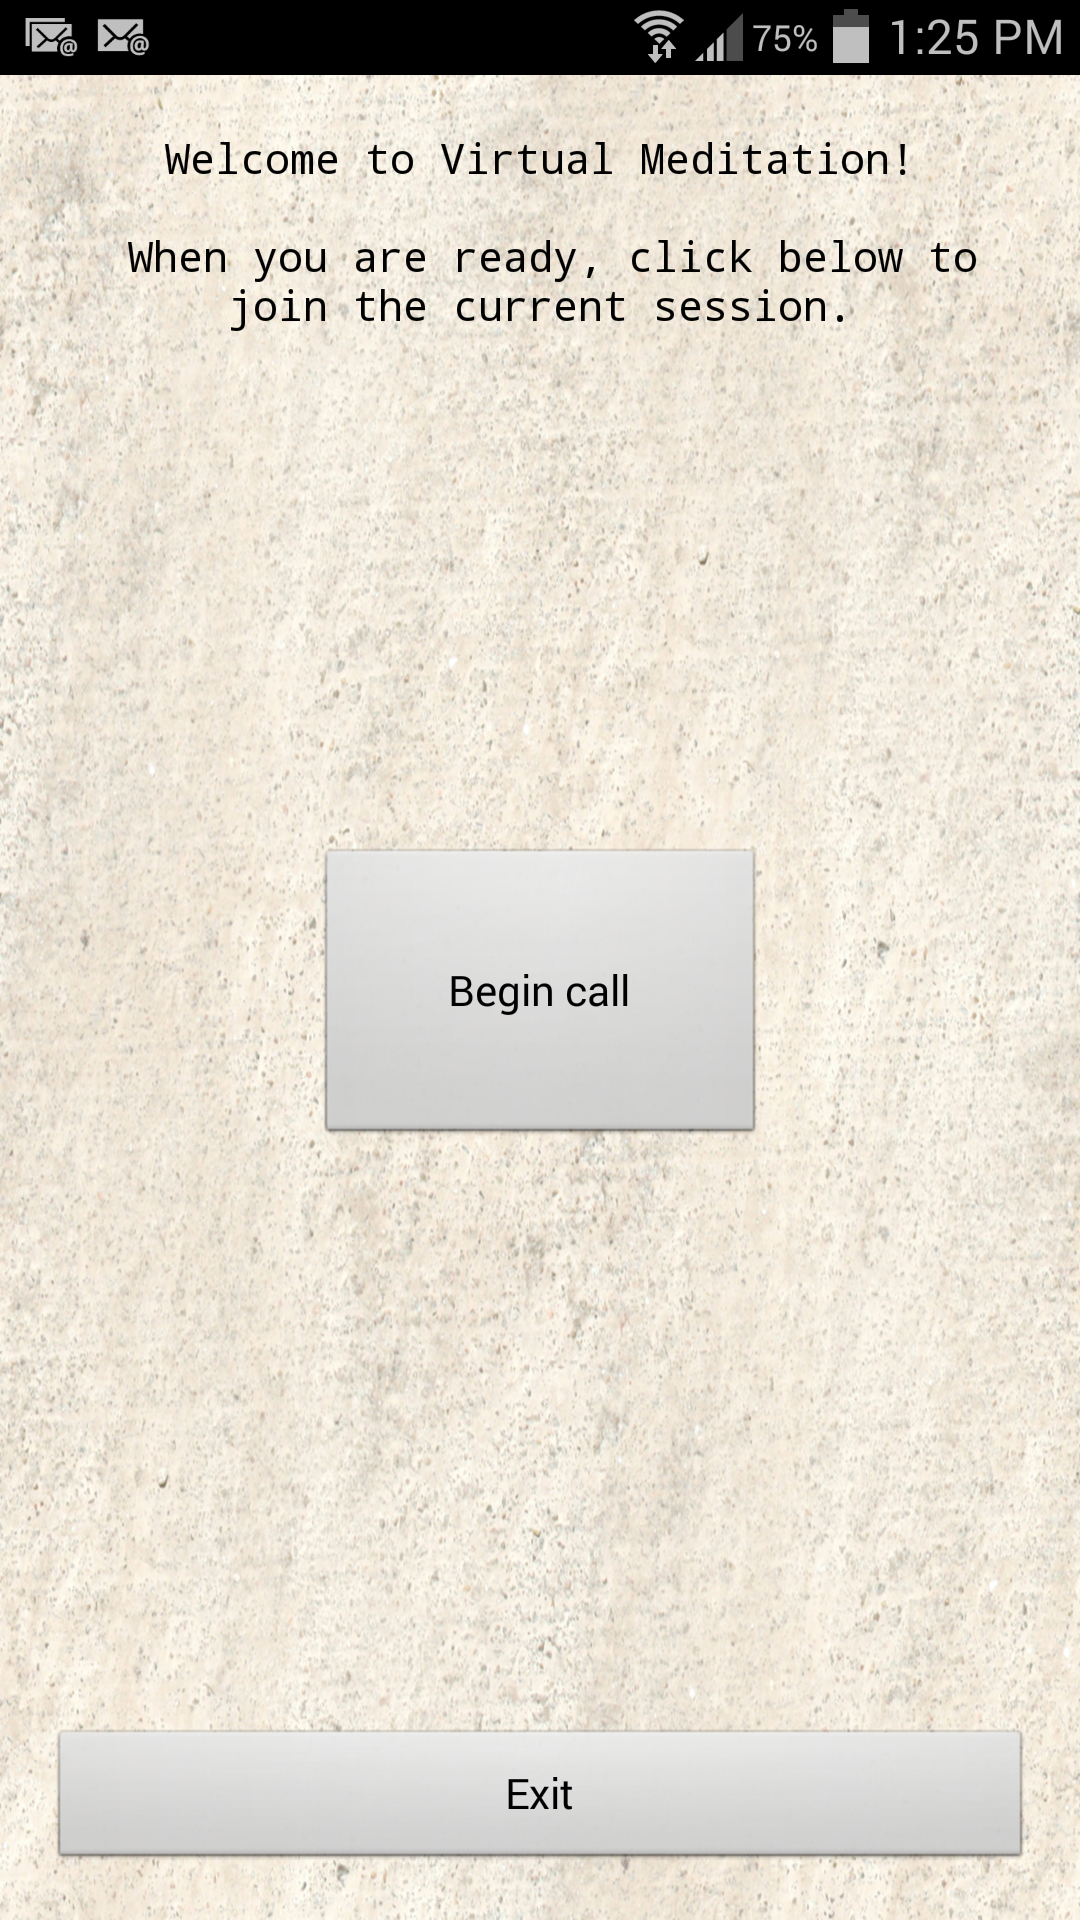 75% 1:25 PM
Welcome to Virtual Meditation!
When you are ready, click below to
join the current session.
Begin call
Exit